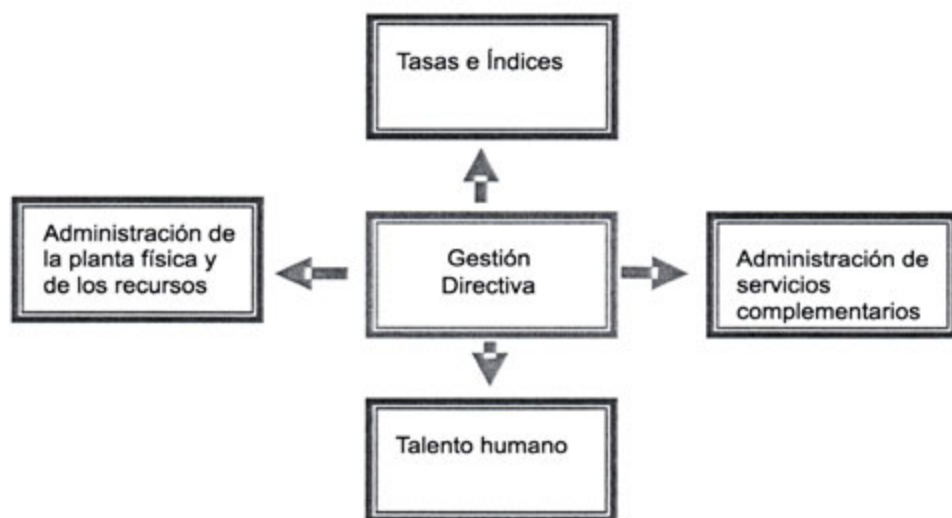 Tasas e Índices
Administración de
la planta física y
de los recursos
Gestión
Directiva
Administración de
servicios
complementarios
Talento humano